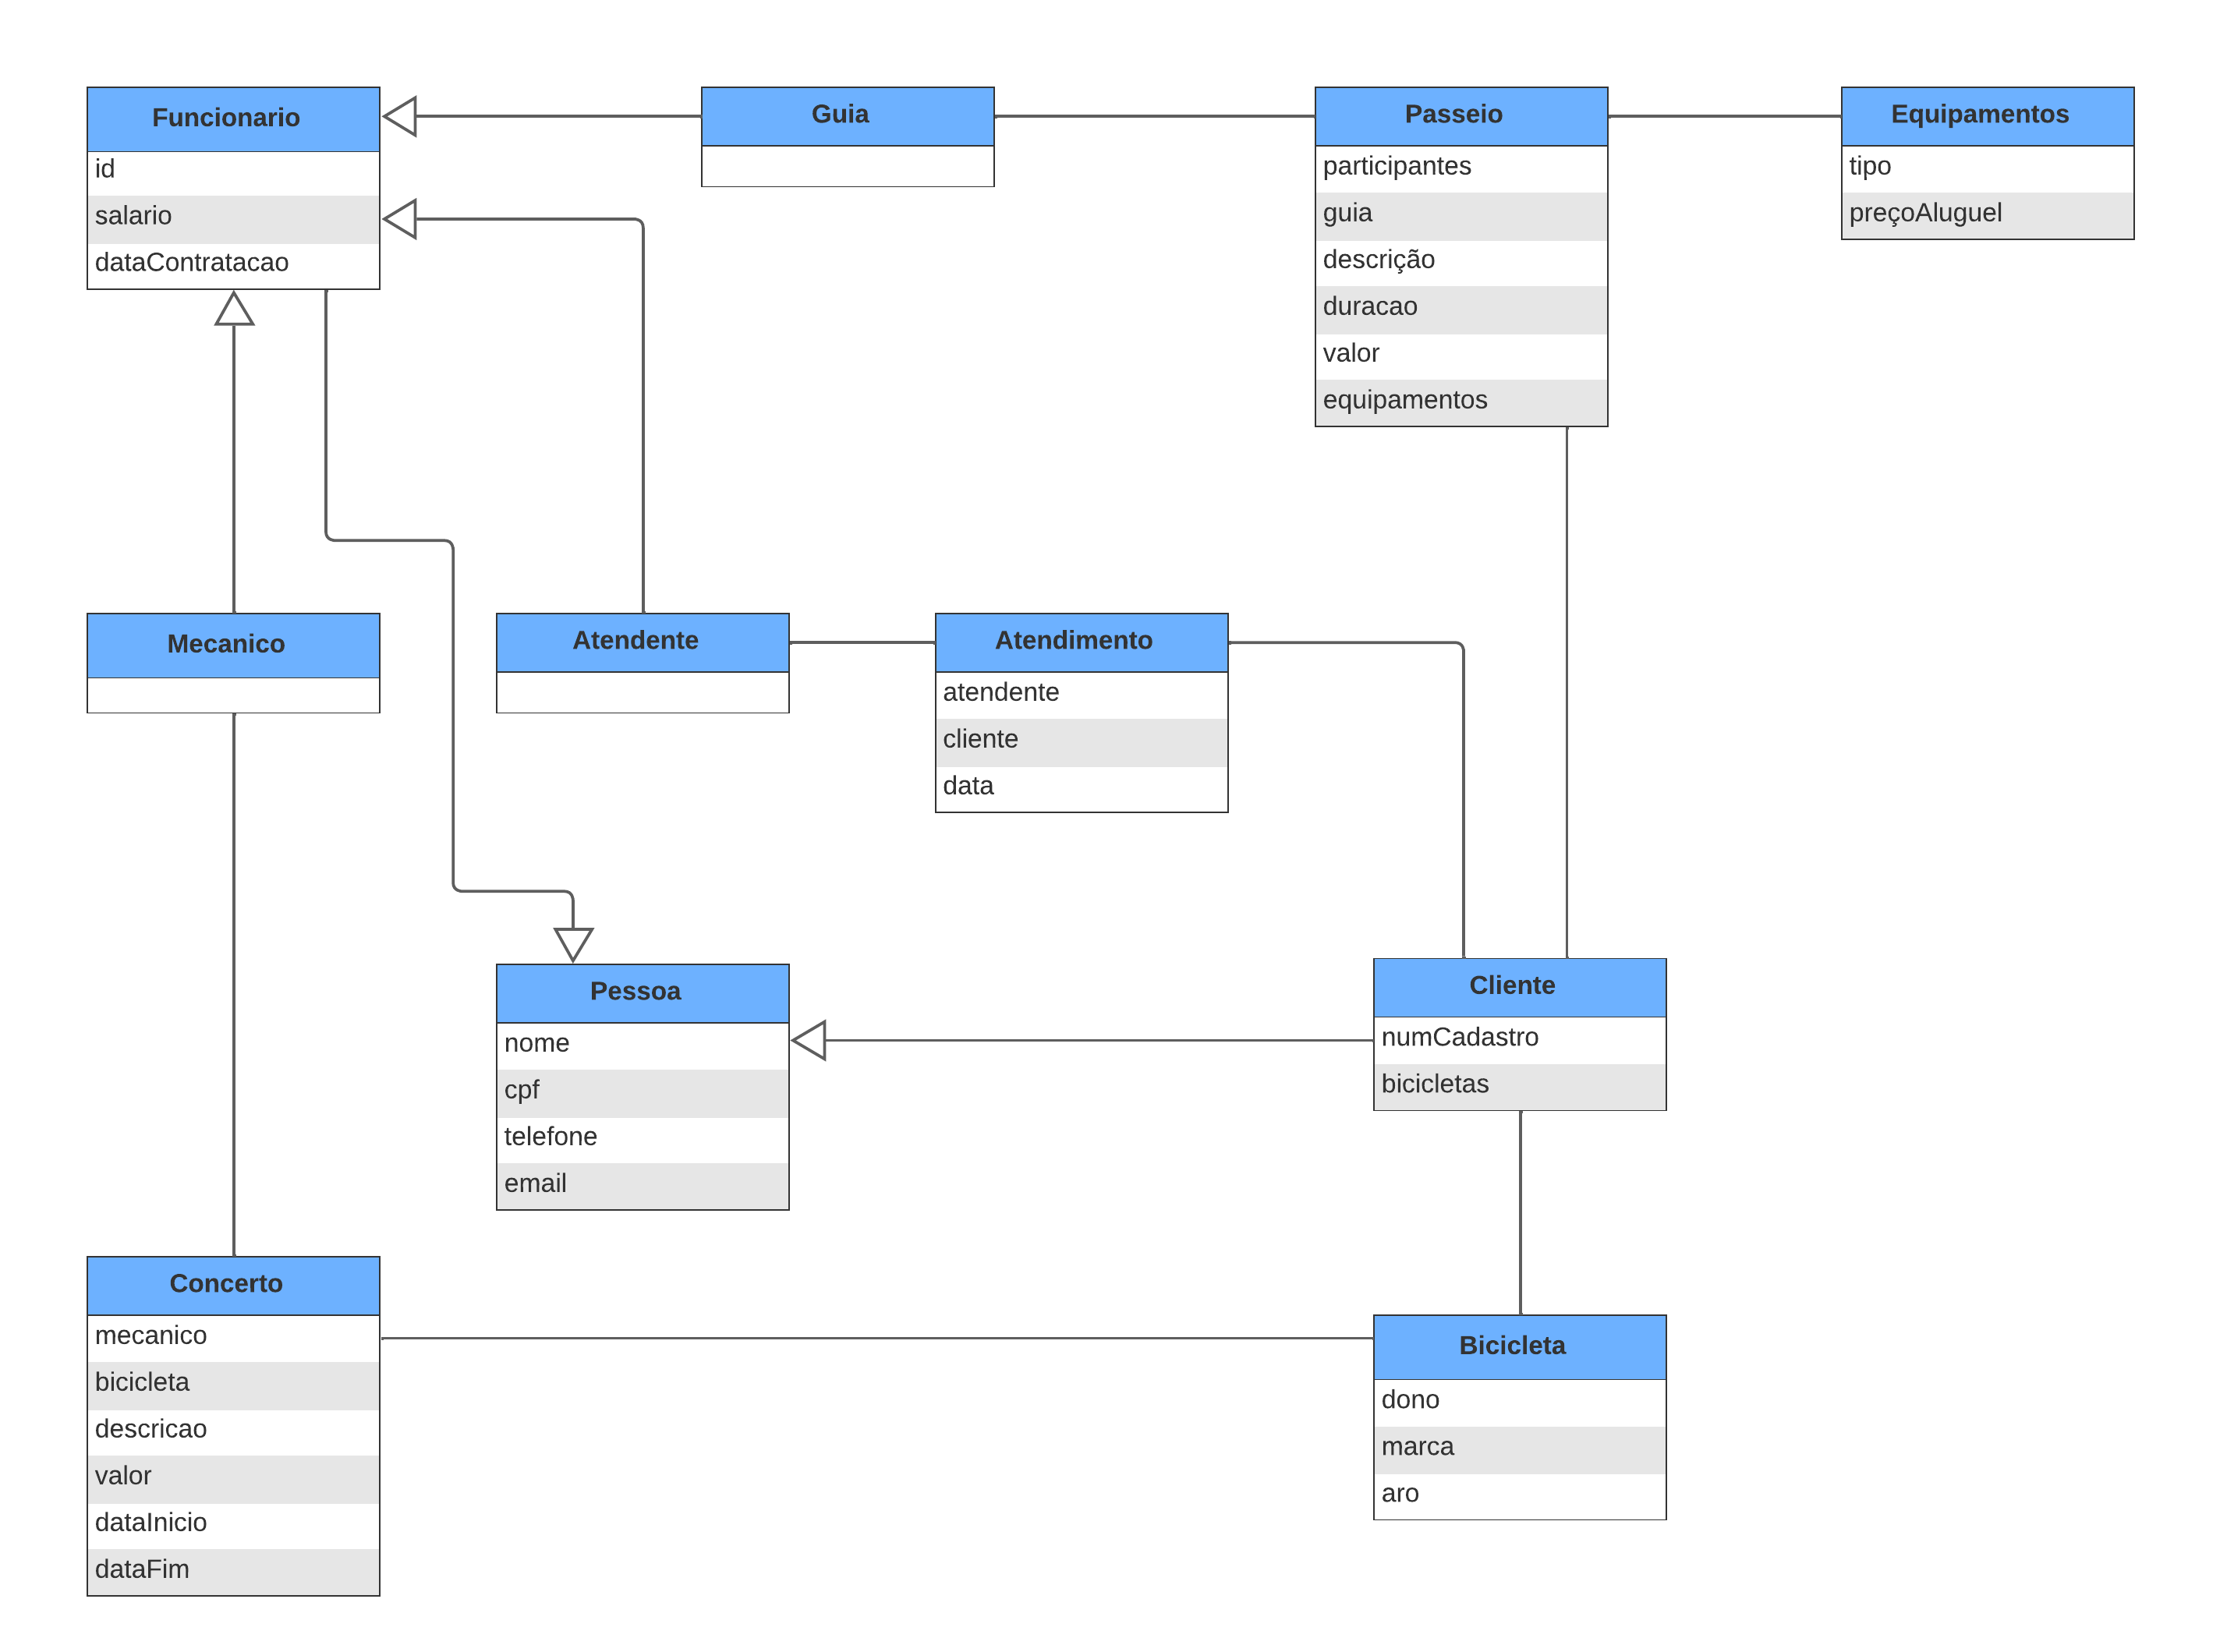 Funcionario
id
salario
dataContratacao
Guia
Passeio
participantes
guia
descrição
duracao
valor
equipamentos
Equipamentos
tipo
preçoAluguel
Mecanico
Atendente
Atendimento
atendente
cliente
data
Pessoa
nome
cpf
telefone
email
Cliente
numCadastro
bicicletas
Concerto
mecanico
bicicleta
descricao
valor
dataInicio
dataFim
Bicicleta
dono
marca
aro